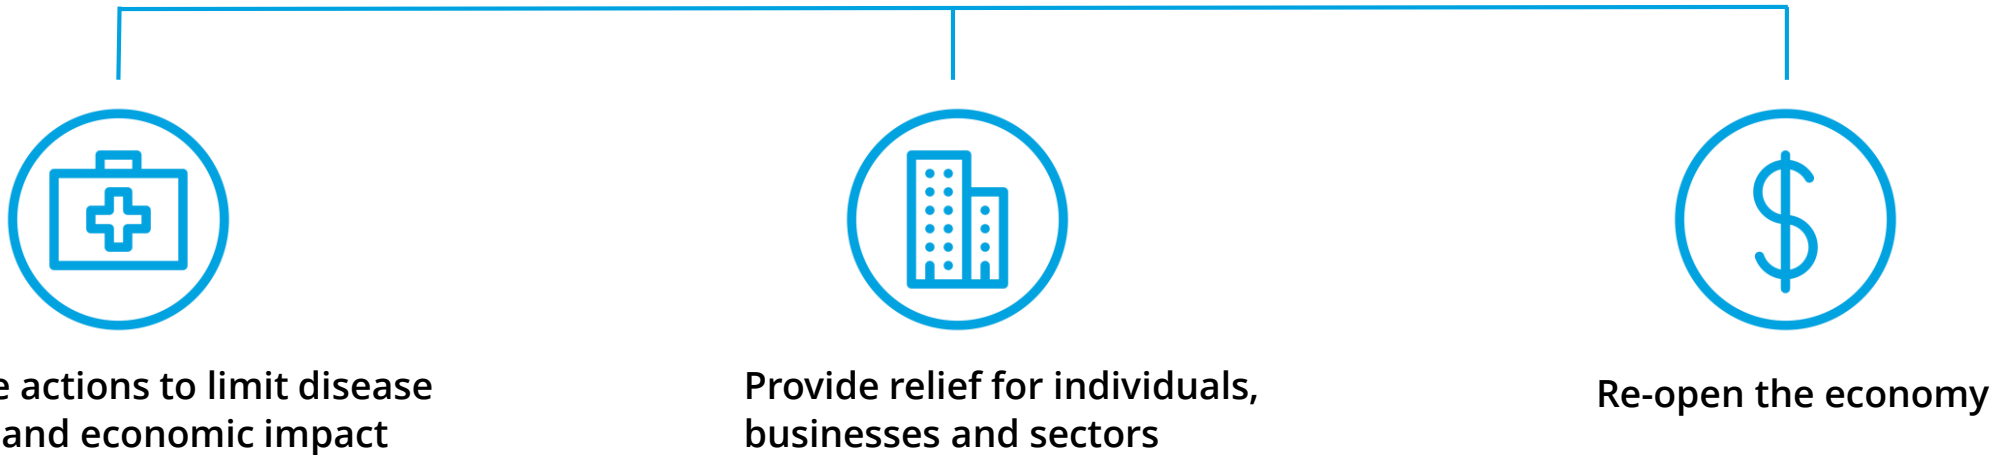 actions to limit disease
and economic impact
Provide relief for individuals,
businesses and sectors
Re-open the economy